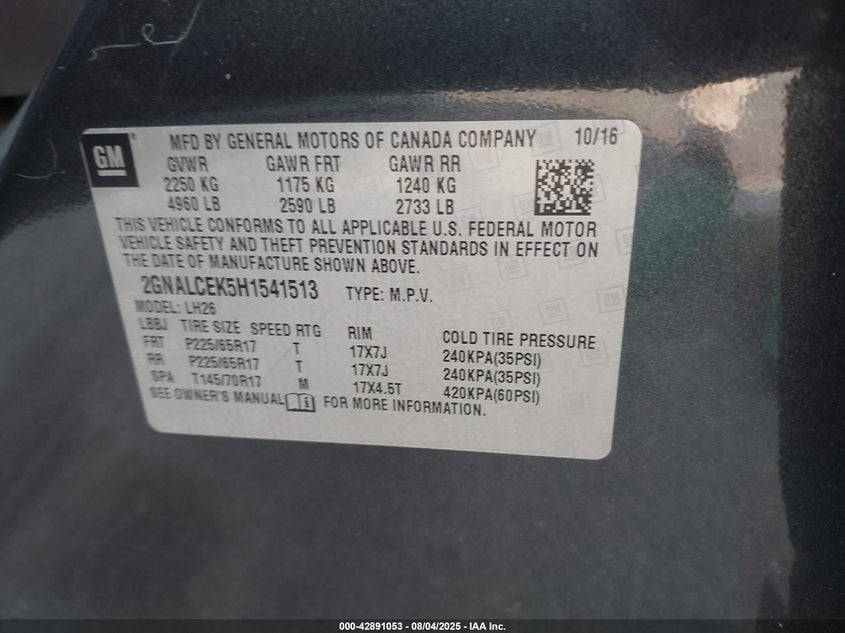 GM
MFD BY GENERAL MOTORS OF CANADA COMPANY 10/16
GVWR GAWR FRT GAWR RR
2250 KG 1175 KG 1240 KG
4960 LB 2590 LB 2733 LB
THIS VEHICLE CONFORMS TO ALL APPLICABLE U.S. FEDERAL MOTOR
VEHICLE SAFETY AND THEFT PREVENTION STANDARDS IN EFFECT ON
THE DATE OF MANUFACTURE SHOWN ABOVE.
2GNALCEK5H1541513 TYPE: M.P.V.
MODEL: LH26
LBBJ TIRE SIZE SPEED RTG RIM COLD TIRE PRESSURE
FRT P225/65R17 T 17X7J 240KPA(35PSI)
RR P225/65R17 T 17X7J 240KPA(35PSI)
SPA T145/70R17 M 17X4.5T 420KPA(60PSI)
SEE OWNER'S MANUAL FOR MORE INFORMATION.
000-42891053 - 08/04/2025 - IAA Inc.